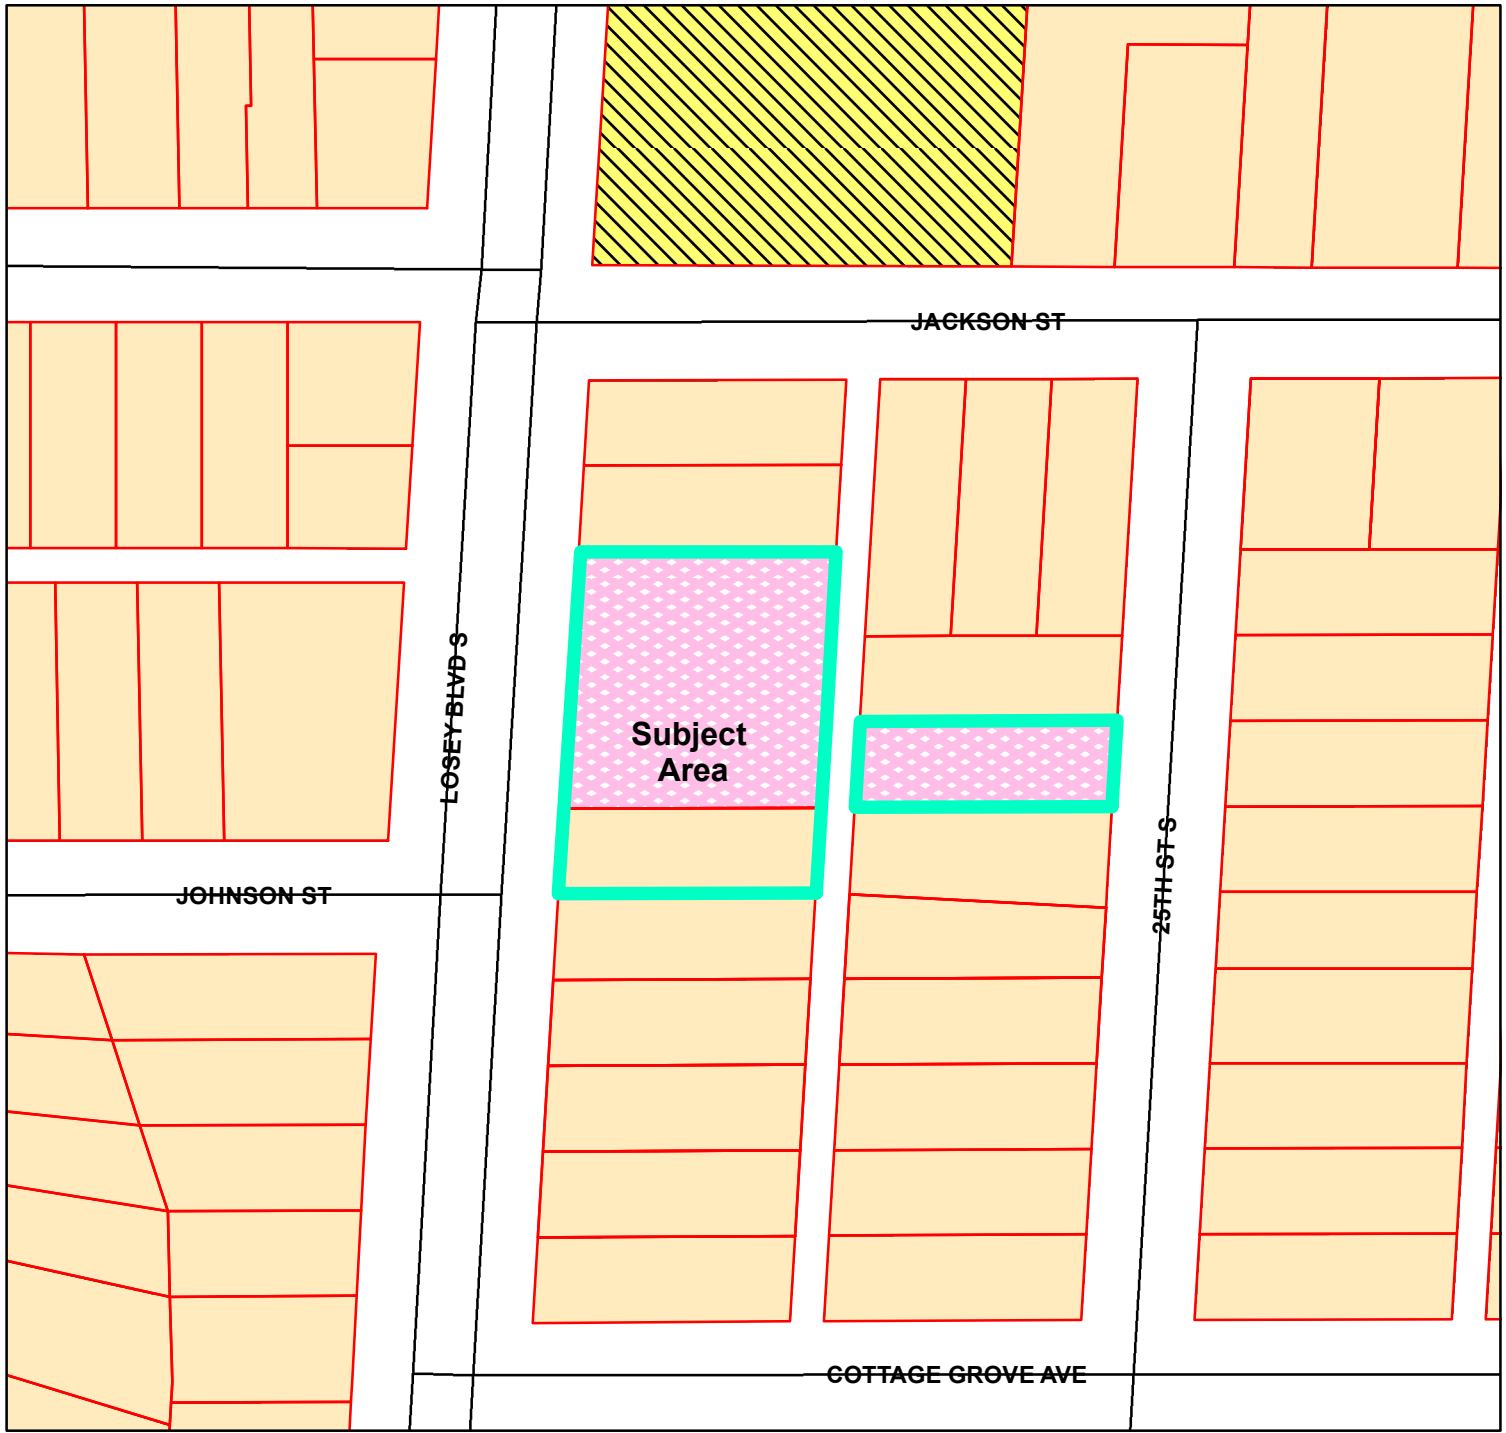 JACKSON ST
LOSEY BLVD S
Subject
Area
25TH ST S
JOHNSON ST
COTTAGE GROVE AVE